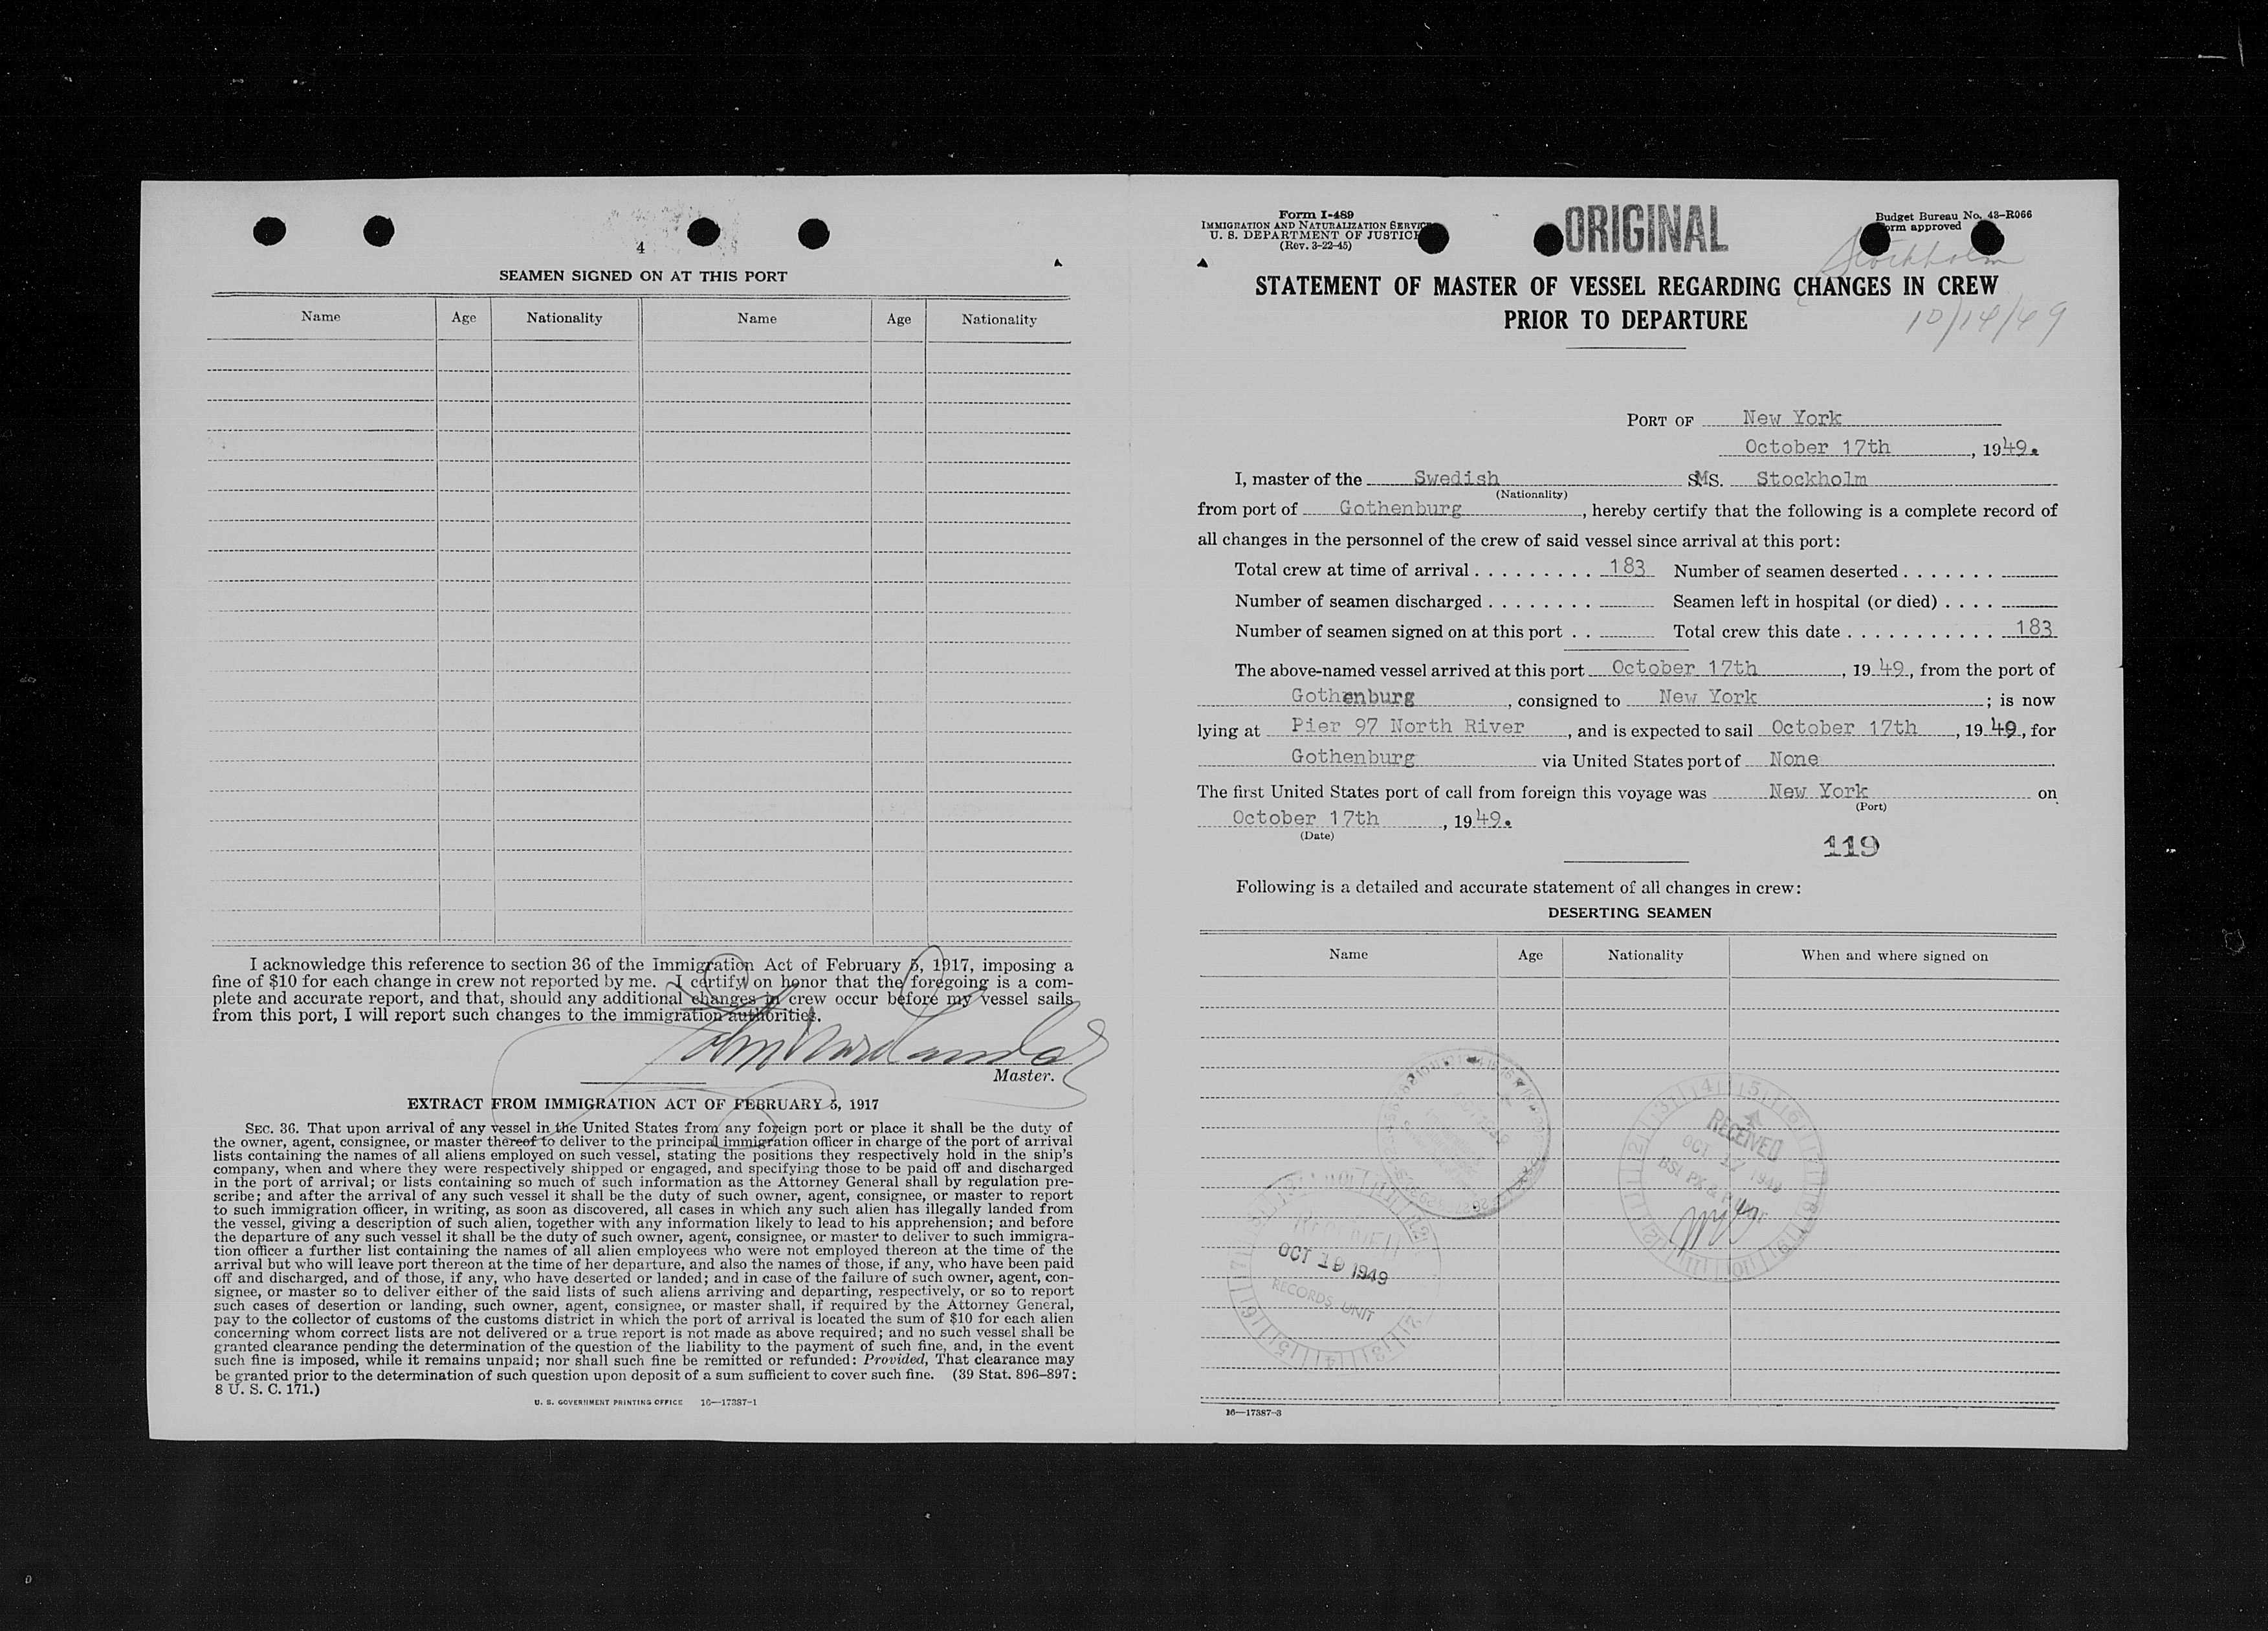 4
SEAMEN SIGNED ON AT THIS PORT
Name Age Nationality Name Age Nationality
I acknowledge this reference to section 36 of the Immigration Act of February 5, 1917, imposing a
fine of $10 for each change in crew not reported by me. I certify on honor that the foregoing is a com-
plete and accurate report, and that, should any additional changes in crew occur before my vessel sails
from this port, I will report such changes to the immigration authorities.
Master.
EXTRACT FROM IMMIGRATION ACT OF FEBRUARY 5, 1917
SEC. 36. That upon arrival of any vessel in the United States from any foreign port or place it shall be the duty of
the owner, agent, consignee, or master thereof to deliver to the principal immigration officer in charge of the port of arrival
lists containing the names of all aliens employed on such vessel, stating the positions they respectively hold in the ship's
company, when and where they were respectively shipped or engaged, and specifying those to be paid off and discharged
in the port of arrival; or lists containing so much of such information as the Attorney General shall by regulation pre-
scribe; and after the arrival of any such vessel it shall be the duty of such owner, agent, consignee, or master to report
to such immigration officer, in writing, as soon as discovered, all cases in which any such alien has illegally landed from
the vessel, giving a description of such alien, together with any information likely to lead to his apprehension; and before
the departure of any such vessel it shall be the duty of such owner, agent, consignee, or master to deliver to such immigra-
tion officer a further list containing the names of all alien employees who were not employed thereon at the time of the
arrival but who will leave port thereon at the time of her departure, and also the names of those, if any, who have been paid
off and discharged, and of those, if any, who have deserted or landed; and in case of the failure of such owner, agent, con-
signee, or master so to deliver either of the said lists of such aliens arriving and departing, respectively, or so to report
such cases of desertion or landing, such owner, agent, consignee, or master shall, if required by the Attorney General,
pay to the collector of customs of the customs district in which the port of arrival is located the sum of $10 for each alien
concerning whom correct lists are not delivered or a true report is not made as above required; and no such vessel shall be
granted clearance pending the determination of the question of the liability to the payment of such fine, and, in the event
such fine is imposed, while it remains unpaid; nor shall such fine be remitted or refunded: Provided, That clearance may
be granted prior to the determination of such question upon deposit of a sum sufficient to cover such fine. (39 Stat. 896–897;
8 U. S. C. 171.)
U. S. GOVERNMENT PRINTING OFFICE 16—17387-1
Form I-489
IMMIGRATION AND NATURALIZATION SERVICE
U. S. DEPARTMENT OF JUSTICE
(Rev. 3-22-45)
ORIGINAL
Budget Bureau No. 43–R066
Form approved
Stockholm
10/14/49
STATEMENT OF MASTER OF VESSEL REGARDING CHANGES IN CREW
PRIOR TO DEPARTURE
PORT OF New York
October 17th, 1949.
I, master of the Swedish MS. Stockholm
(Nationality)
from port of Gothenburg, hereby certify that the following is a complete record of
all changes in the personnel of the crew of said vessel since arrival at this port:
Total crew at time of arrival . . . . . . . . . 183 Number of seamen deserted . . . . . . .
Number of seamen discharged . . . . . . . . Seamen left in hospital (or died) . . . .
Number of seamen signed on at this port . . Total crew this date . . . . . . . . . . . 183
The above-named vessel arrived at this port October 17th, 1949, from the port of
Gothenburg, consigned to New York; is now
lying at Pier 97 North River, and is expected to sail October 17th, 1949, for
Gothenburg via United States port of None.
The first United States port of call from foreign this voyage was New York on
(Port)
October 17th, 1949.
(Date)
119
Following is a detailed and accurate statement of all changes in crew:
DESERTING SEAMEN
Name Age Nationality When and where signed on
RECEIVED
OCT 17 1949
OCT 19 1949
RECORDS UNIT
16—17387-3